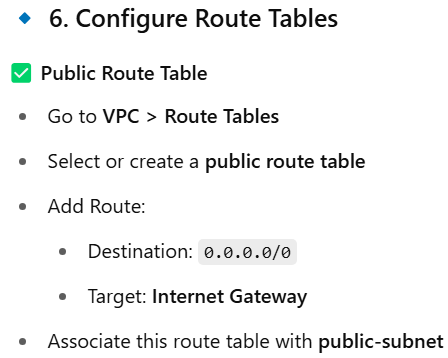 6. Configure Route Tables
Public Route Table
Go to VPC > Route Tables
Select or create a public route table
Add Route:
Destination: 0.0.0.0/0
Target: Internet Gateway
Associate this route table with public-subnet